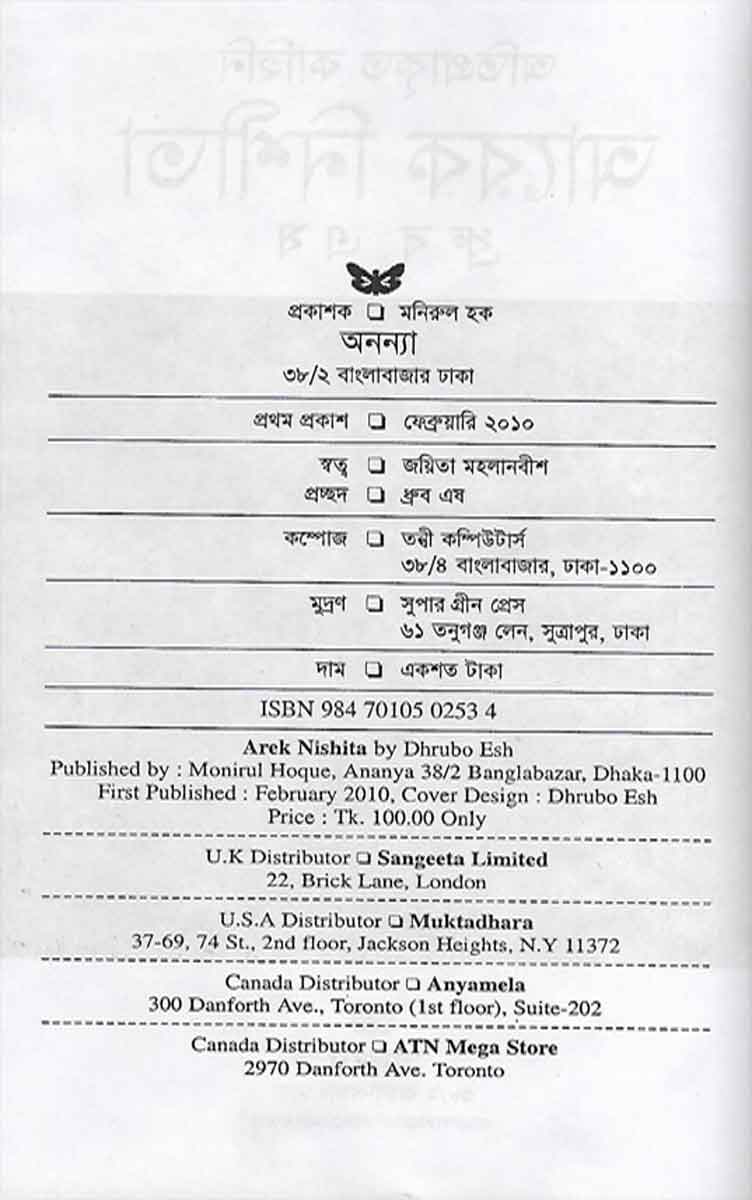 প্রকাশক ❏ মনিরুল হক
অনন্যা
৩৮/২ বাংলাবাজার ঢাকা
প্রথম প্রকাশ ❏ ফেব্রুয়ারি ২০১০
স্বত্ব ❏ জয়িতা মহলানবীশ
প্রচ্ছদ ❏ ধ্রুব এষ
কম্পোজ ❏ তন্বী কম্পিউটার্স
৩৮/৪ বাংলাবাজার, ঢাকা-১১০০
মুদ্রণ ❏ সুপার গ্রীন প্রেস
৬১ তনুগঞ্জ লেন, সুত্রাপুর, ঢাকা
দাম ❏ একশত টাকা
ISBN 984 70105 0253 4
Arek Nishita by Dhrubo Esh
Published by : Monirul Hoque, Ananya 38/2 Banglabazar, Dhaka-1100
First Published : February 2010, Cover Design : Dhrubo Esh
Price : Tk. 100.00 Only
U.K Distributor ❏ Sangeeta Limited
22, Brick Lane, London
U.S.A Distributor ❏ Muktadhara
37-69, 74 St., 2nd floor, Jackson Heights, N.Y 11372
Canada Distributor ❏ Anyamela
300 Danforth Ave., Toronto (1st floor), Suite-202
Canada Distributor ❏ ATN Mega Store
2970 Danforth Ave. Toronto